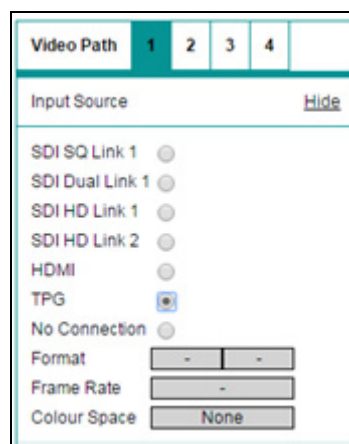 Video Path 1 2 3 4
Input Source Hide
SDI SQ Link 1
SDI Dual Link 1
SDI HD Link 1
SDI HD Link 2
HDMI
TPG
No Connection
Format - -
Frame Rate -
Colour Space None